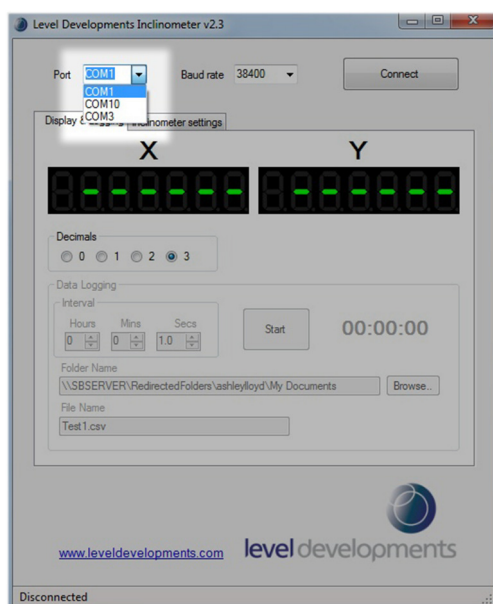 Level Developments Inclinometer v2.3
Port COM1 Baud rate 38400 Connect
COM1
COM10
COM3
Display & Logging Inclinometer settings
X Y
Decimals
0 1 2 3
Data Logging
Interval
Hours Mins Secs
0 0 1.0 Start 00:00:00
Folder Name
\\SBSERVER\RedirectedFolders\ashleylloyd\My Documents Browse..
File Name
Test1.csv
www.leveldevelopments.com level developments
Disconnected